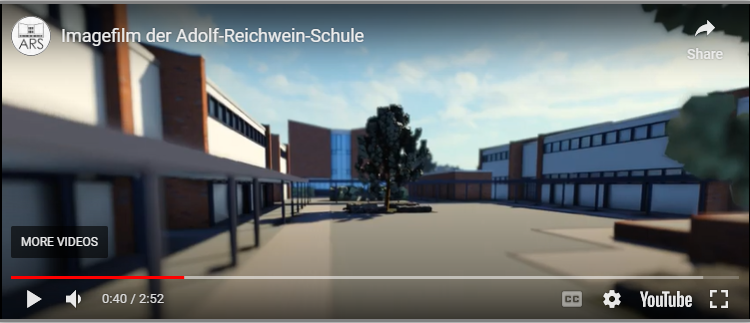 ARS
Imagefilm der Adolf-Reichwein-Schule
Share
MORE VIDEOS
0:40 / 2:52
CC
YouTube